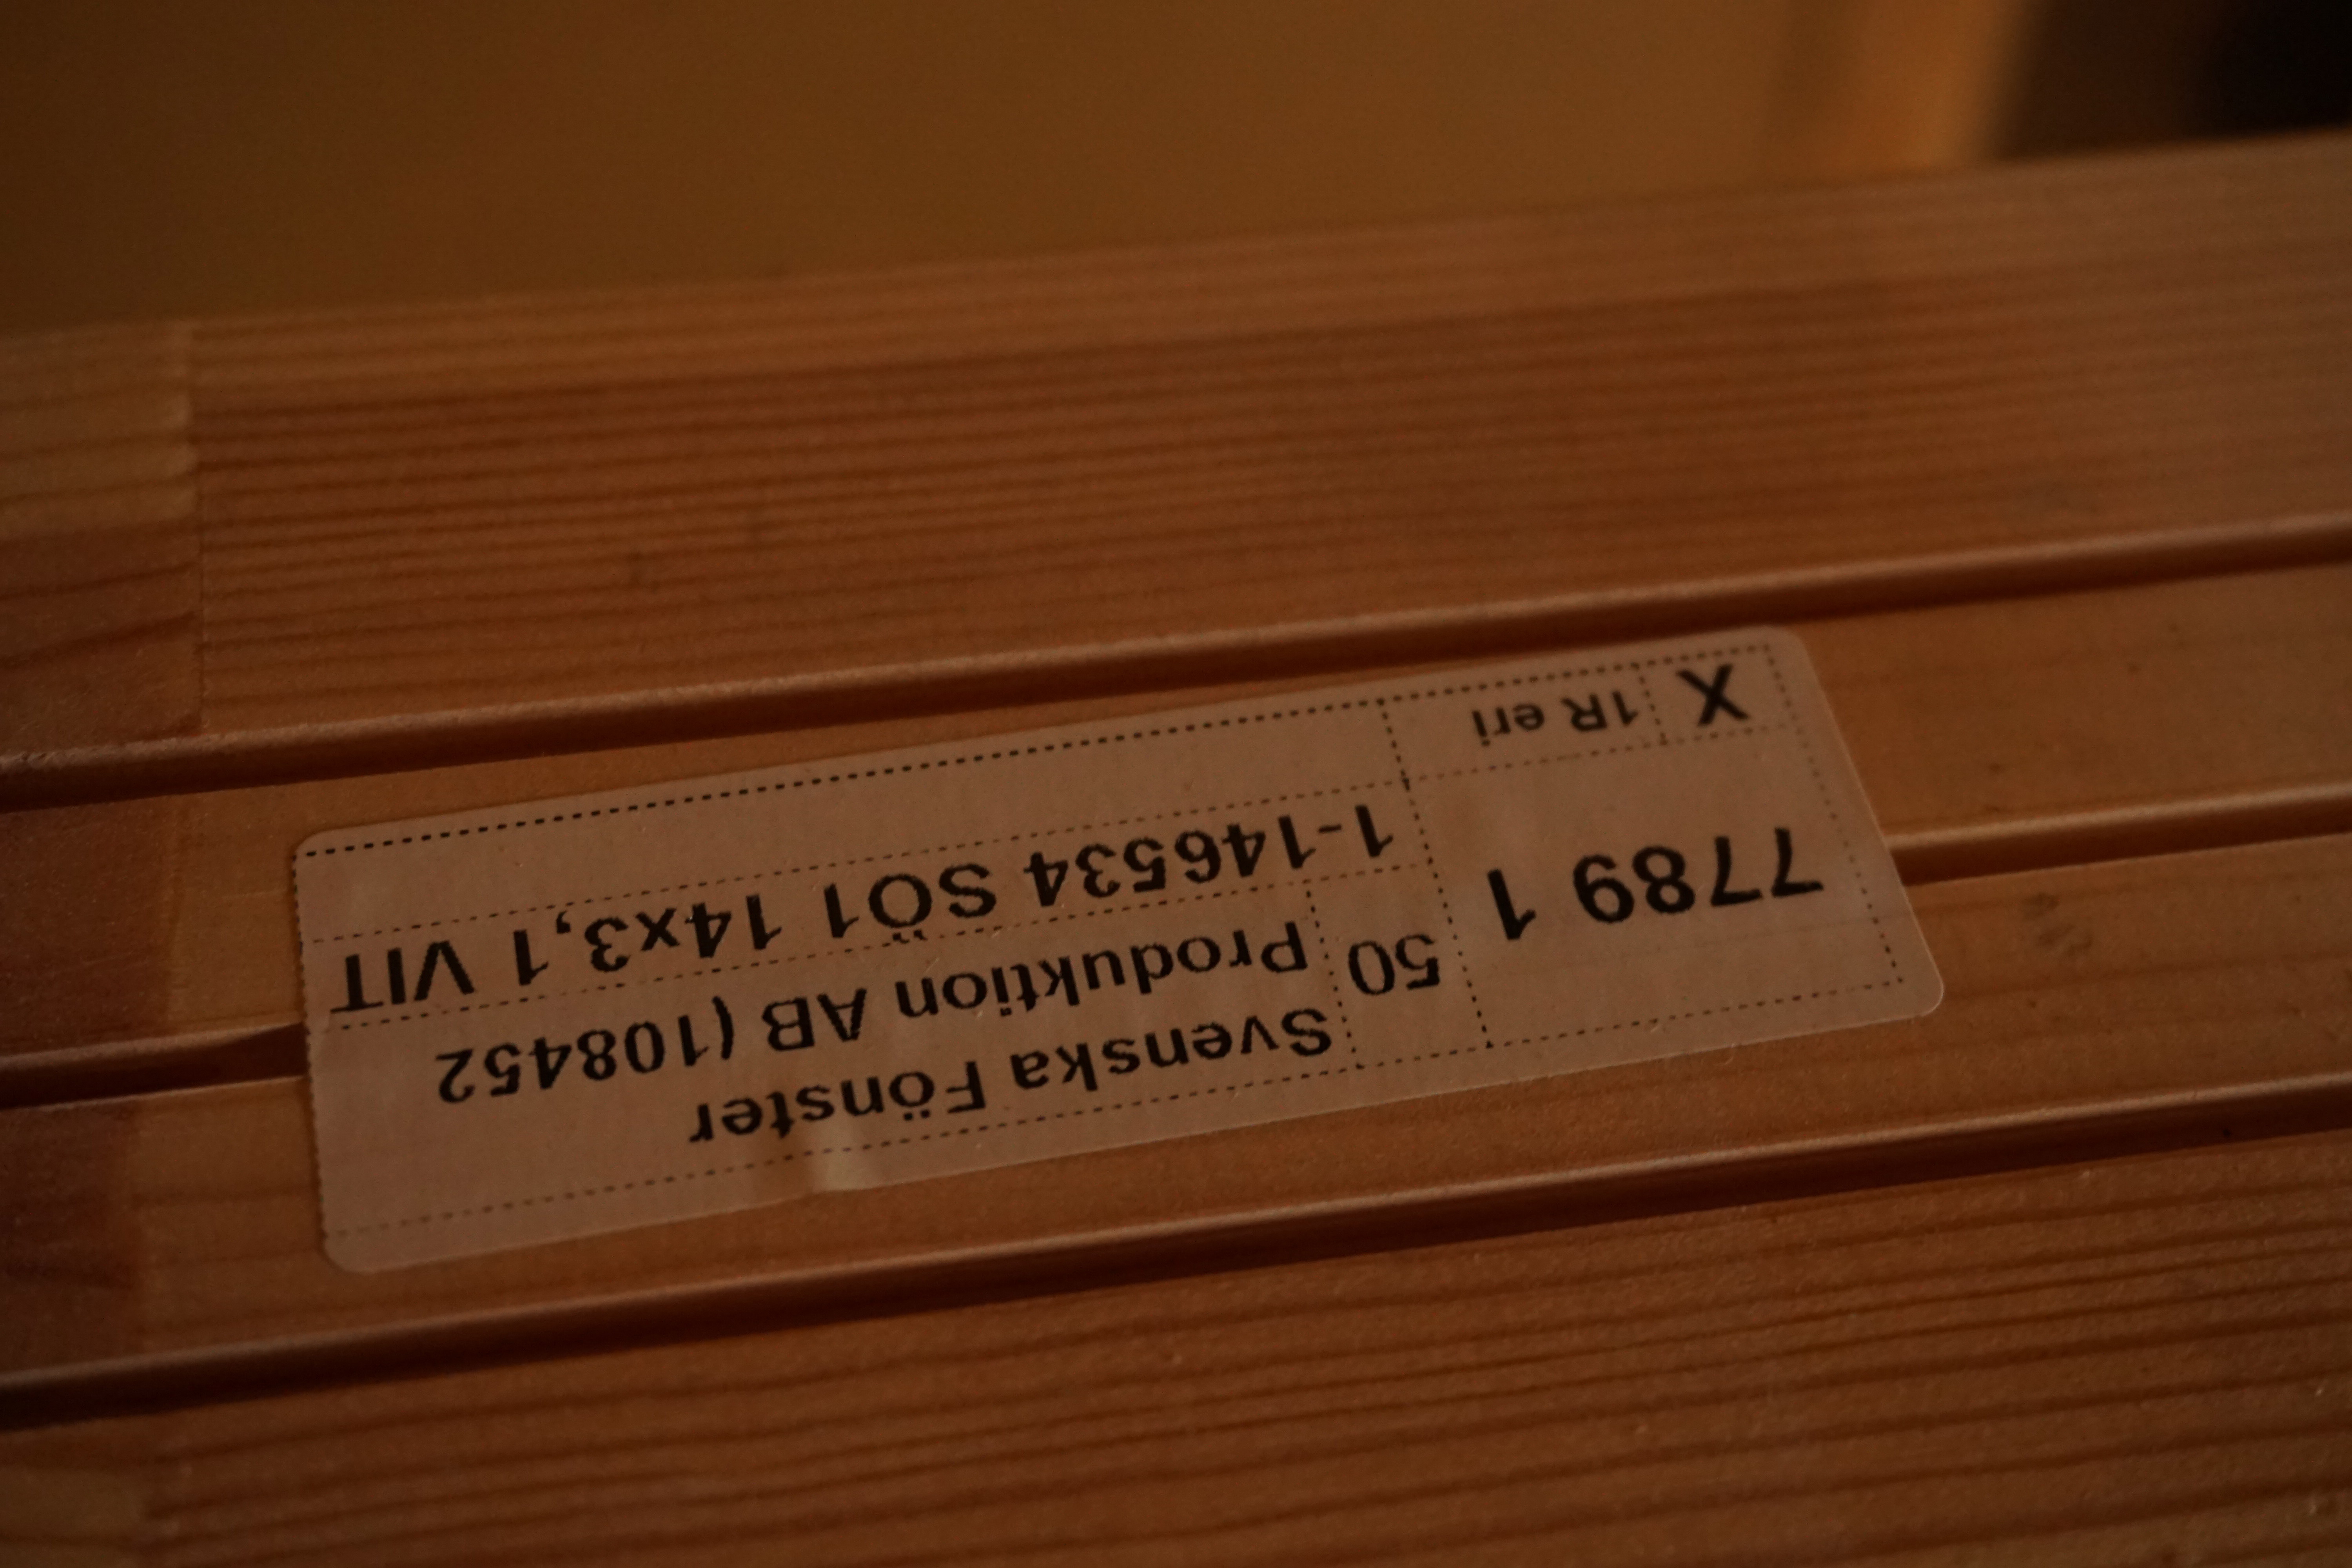 Svenska Fönster
50 Produktion AB (108452
7789 1
1-146534 SÖ1 14x3,1 VIT
X 1R eri